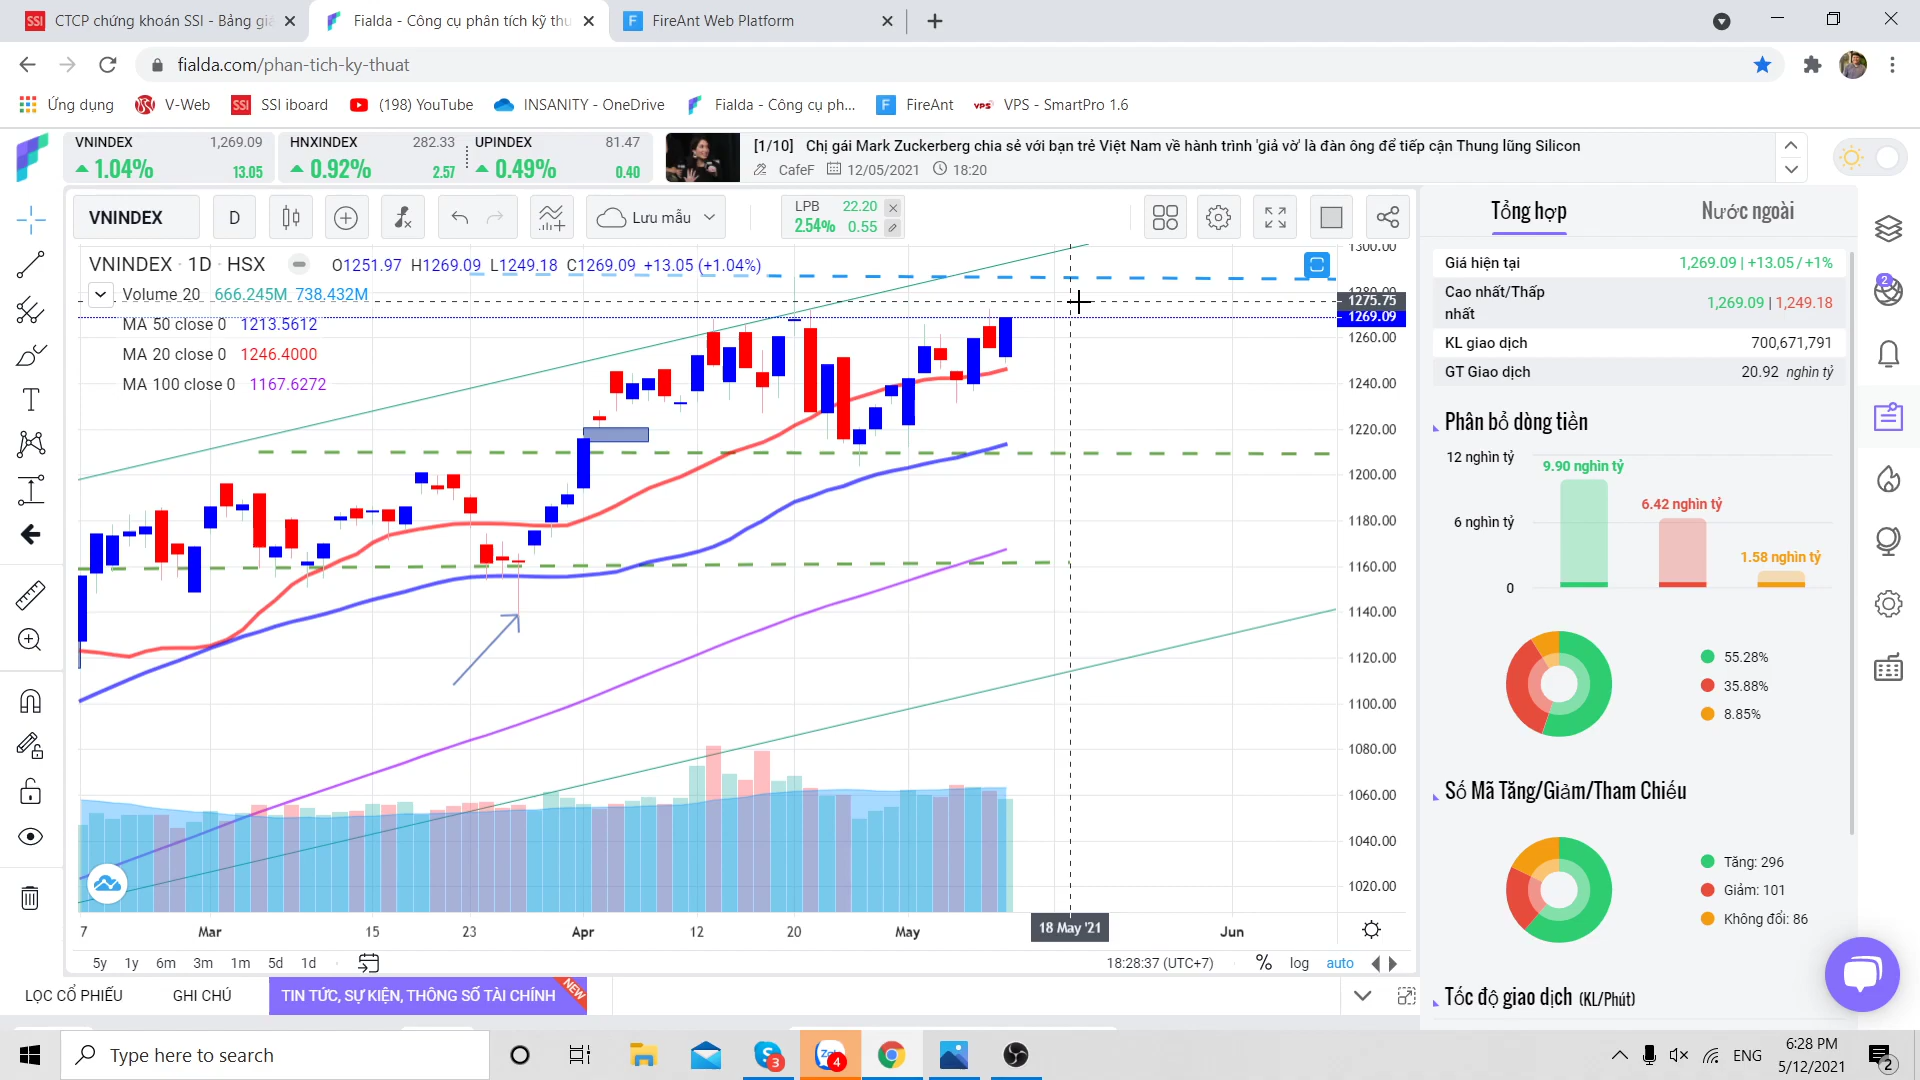 SSI CTCP chứng khoán SSI - Bảng giá
Fialda - Công cụ phân tích kỹ thu
F FireAnt Web Platform
fialda.com/phan-tich-ky-thuat
Ứng dụng V-Web SSI SSI iboard (198) YouTube INSANITY - OneDrive Fialda - Công cụ ph... F FireAnt VPS VPS - SmartPro 1.6
VNINDEX 1,269.09 HNXINDEX 282.33 UPINDEX 81.47
1.04% 13.05 0.92% 2.57 0.49% 0.40
[1/10] Chị gái Mark Zuckerberg chia sẻ với bạn trẻ Việt Nam về hành trình 'giả vờ' là đàn ông để tiếp cận Thung lũng Silicon
CafeF 12/05/2021 18:20
VNINDEX D Lưu mẫu
LPB 22.20
2.54% 0.55
VNINDEX · 1D · HSX O1251.97 H1269.09 L1249.18 C1269.09 +13.05 (+1.04%)
Volume 20 666.245M 738.432M
MA 50 close 0 1213.5612
MA 20 close 0 1246.4000
MA 100 close 0 1167.6272
1300.00
1280.00
1275.75
1269.09
1260.00
1240.00
1220.00
1200.00
1180.00
1160.00
1140.00
1120.00
1100.00
1080.00
1060.00
1040.00
1020.00
7 Mar 15 23 Apr 12 20 May 18 May '21 Jun
5y 1y 6m 3m 1m 5d 1d
18:28:37 (UTC+7) % log auto
LỌC CỔ PHIẾU GHI CHÚ TIN TỨC, SỰ KIỆN, THÔNG SỐ TÀI CHÍNH NEW
Tổng hợp Nước ngoài
Giá hiện tại 1,269.09 | +13.05 / +1%
Cao nhất/Thấp nhất 1,269.09 | 1,249.18
KL giao dịch 700,671,791
GT Giao dịch 20.92 nghìn tỷ
Phân bổ dòng tiền
12 nghìn tỷ
6 nghìn tỷ
0
9.90 nghìn tỷ
6.42 nghìn tỷ
1.58 nghìn tỷ
55.28%
35.88%
8.85%
Số Mã Tăng/Giảm/Tham Chiếu
Tăng: 296
Giảm: 101
Không đổi: 86
Tốc độ giao dịch (KL/Phút)
2
Type here to search
3
4
ENG
6:28 PM
5/12/2021
2